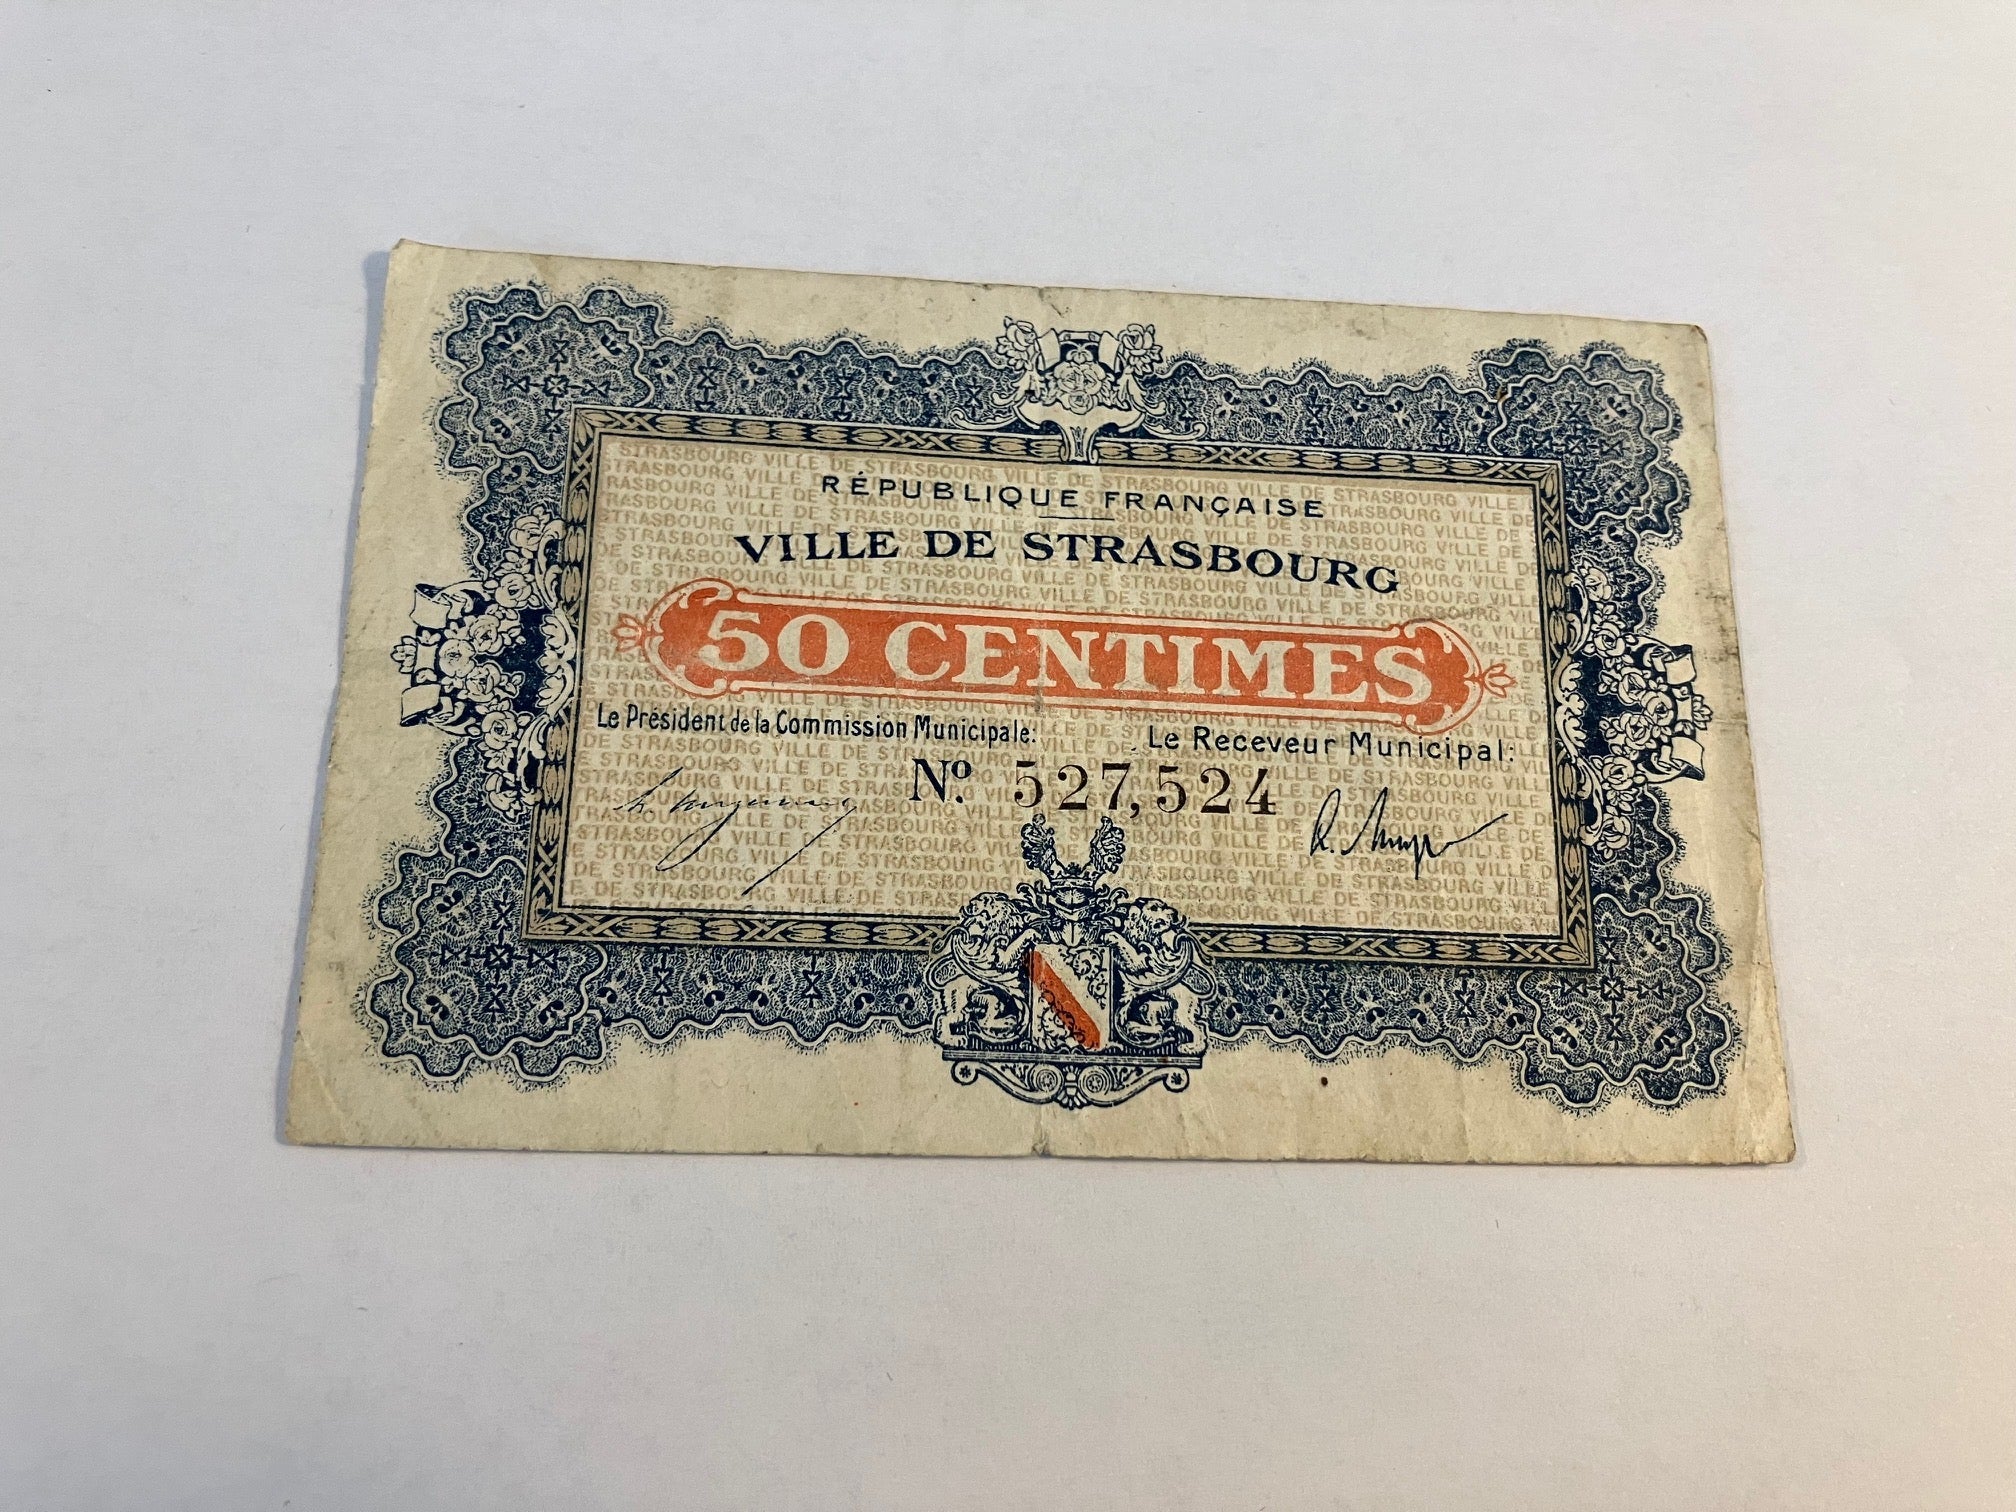 RÉPUBLIQUE FRANÇAISE
VILLE DE STRASBOURG
50 CENTIMES
Le Président de la Commission Municipale:
Le Receveur Municipal:
Nº. 527,524